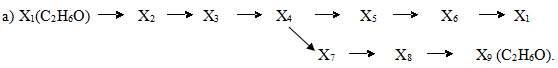 a) X₁(C₂H₆O) ⟶ X₂ ⟶ X₃ ⟶ X₄ ⟶ X₅ ⟶ X₆ ⟶ X₁
X₇ ⟶ X₈ ⟶ X₉ (C₂H₆O).